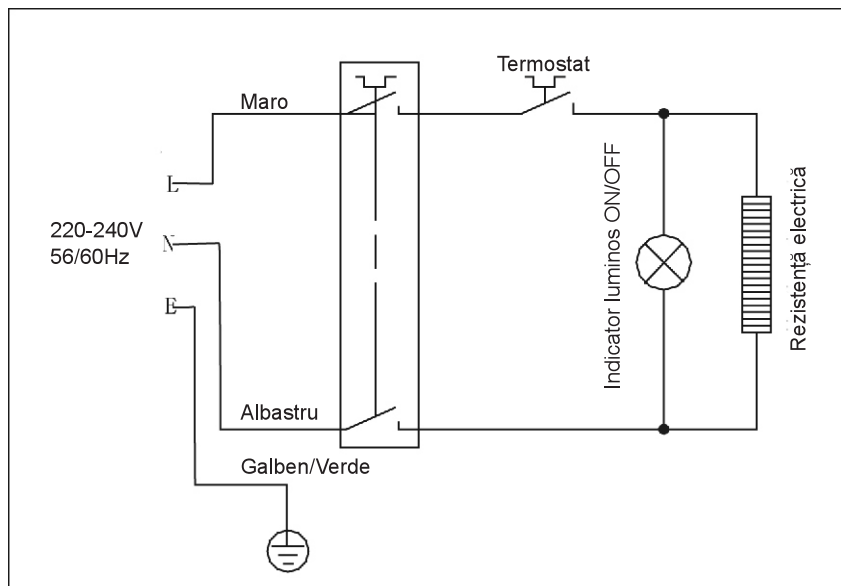 Termostat
Maro
L
220-240V
56/60Hz
N
E
Albastru
Galben/Verde
Indicator luminos ON/OFF
Rezistență electrică